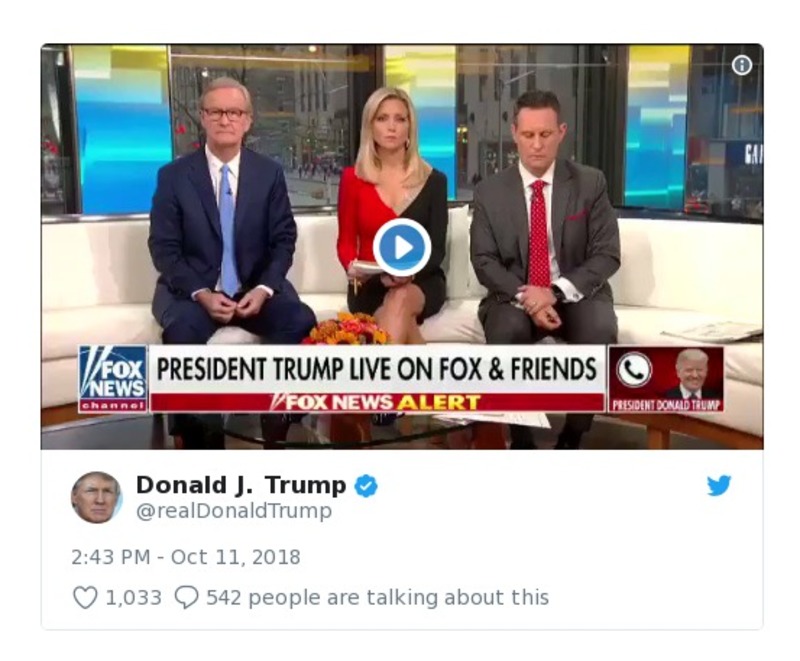 GA
FOX
NEWS
channel
PRESIDENT TRUMP LIVE ON FOX & FRIENDS
FOX NEWS ALERT
PRESIDENT DONALD TRUMP
Donald J. Trump
@realDonaldTrump
2:43 PM - Oct 11, 2018
1,033 542 people are talking about this